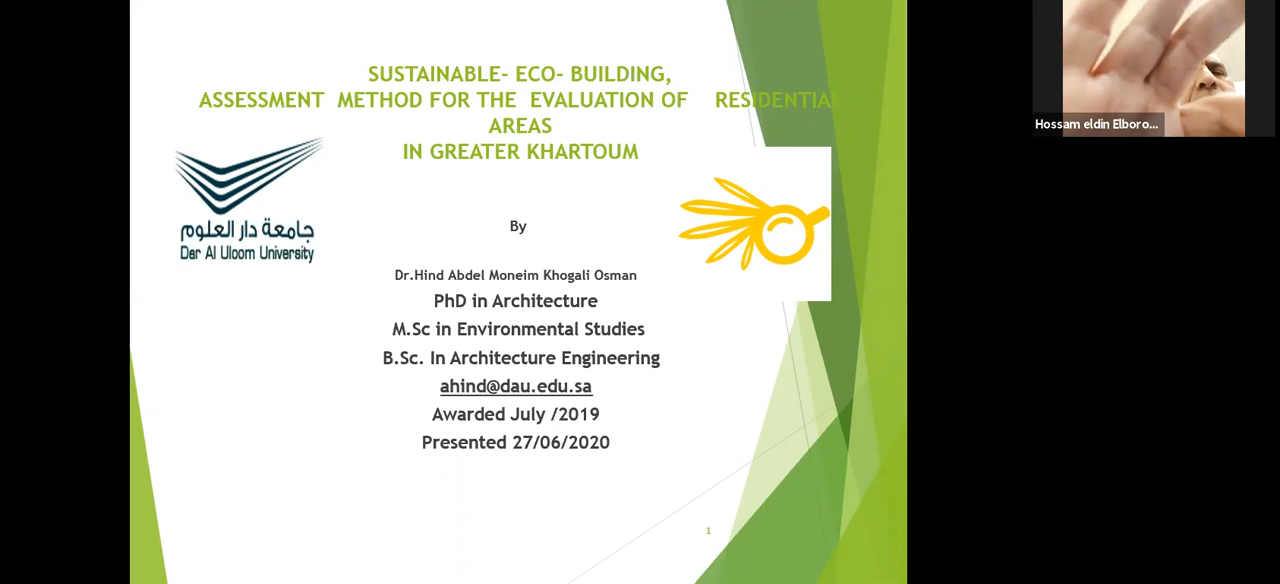 SUSTAINABLE- ECO- BUILDING,
ASSESSMENT METHOD FOR THE EVALUATION OF RESIDENTIAL
AREAS
IN GREATER KHARTOUM
جامعة دار العلوم
Dar Al Uloom University
By
Dr.Hind Abdel Moneim Khogali Osman
PhD in Architecture
M.Sc in Environmental Studies
B.Sc. In Architecture Engineering
ahind@dau.edu.sa
Awarded July /2019
Presented 27/06/2020
1
Hossam eldin Elboro...